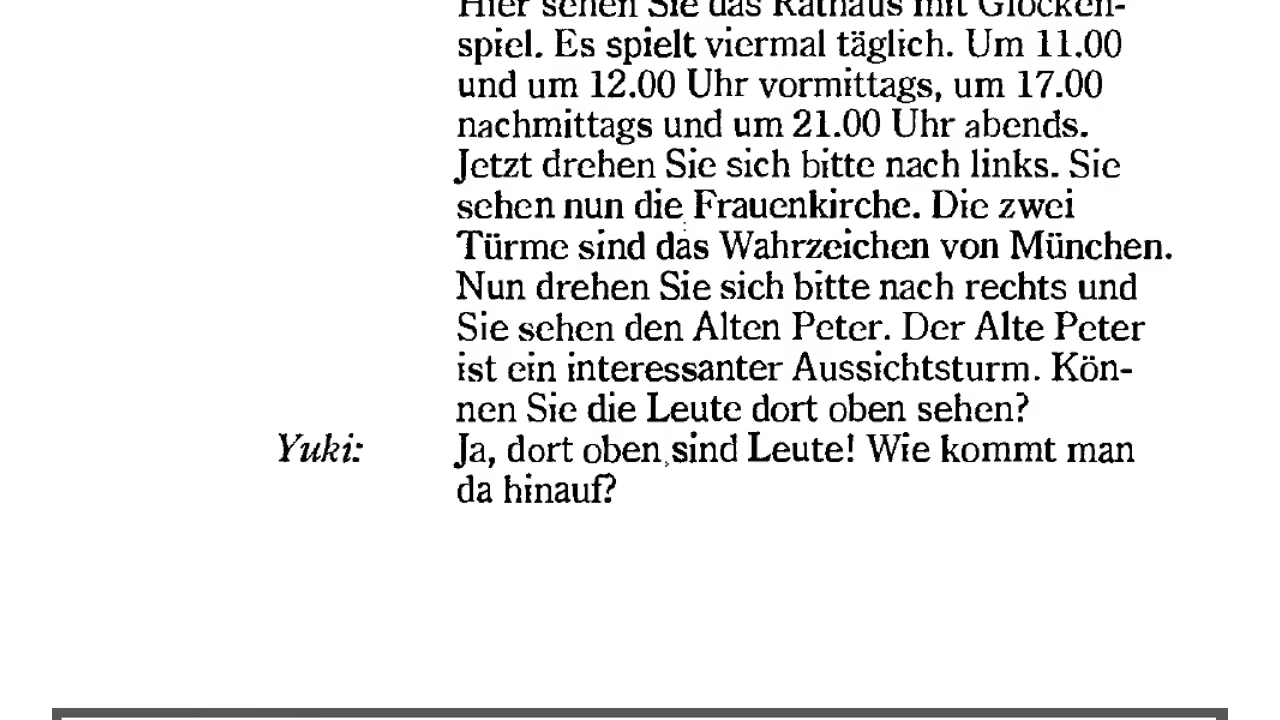 Hier sehen Sie das Rathaus mit Glocken-
spiel. Es spielt viermal täglich. Um 11.00
und um 12.00 Uhr vormittags, um 17.00
nachmittags und um 21.00 Uhr abends.
Jetzt drehen Sie sich bitte nach links. Sie
sehen nun die Frauenkirche. Die zwei
Türme sind das Wahrzeichen von München.
Nun drehen Sie sich bitte nach rechts und
Sie sehen den Alten Peter. Der Alte Peter
ist ein interessanter Aussichtsturm. Kön-
nen Sie die Leute dort oben sehen?
Yuki: Ja, dort oben sind Leute! Wie kommt man
da hinauf?